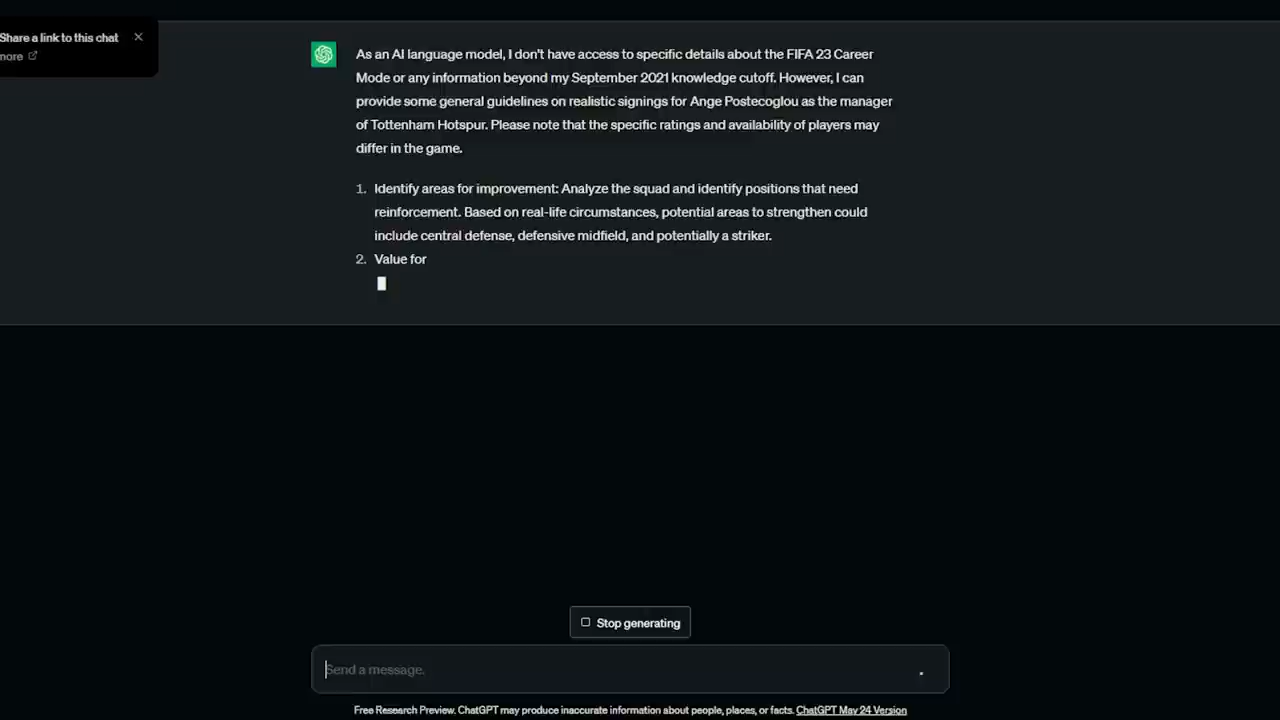 Share a link to this chat
more
As an AI language model, I don't have access to specific details about the FIFA 23 Career
Mode or any information beyond my September 2021 knowledge cutoff. However, I can
provide some general guidelines on realistic signings for Ange Postecoglou as the manager
of Tottenham Hotspur. Please note that the specific ratings and availability of players may
differ in the game.
1. Identify areas for improvement: Analyze the squad and identify positions that need
reinforcement. Based on real-life circumstances, potential areas to strengthen could
include central defense, defensive midfield, and potentially a striker.
2. Value for
Stop generating
Send a message.
Free Research Preview. ChatGPT may produce inaccurate information about people, places, or facts. ChatGPT May 24 Version